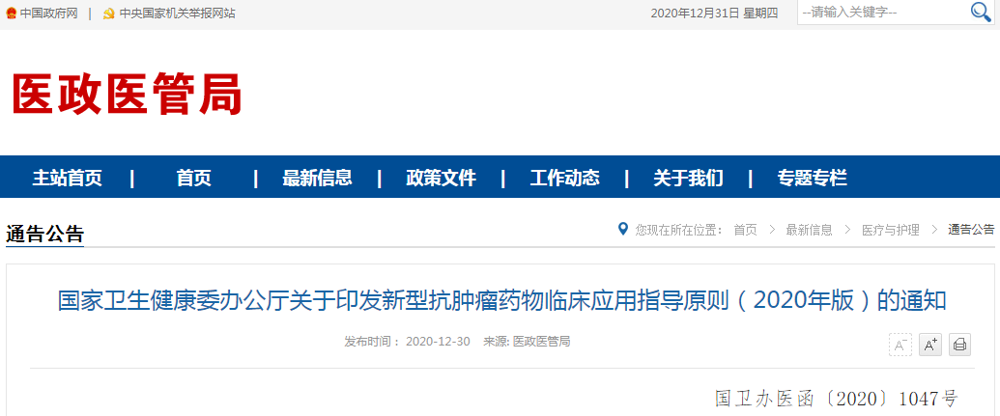 中国政府网 | 中央国家机关举报网站 2020年12月31日 星期四 --请输入关键字--
医政医管局
主站首页 | 首页 | 最新信息 | 政策文件 | 工作动态 | 关于我们 | 专题专栏
通告公告 您现在所在位置： 首页 > 最新信息 > 医疗与护理 > 通告公告
国家卫生健康委办公厅关于印发新型抗肿瘤药物临床应用指导原则（2020年版）的通知
发布时间： 2020-12-30 来源: 医政医管局 A- A+
国卫办医函〔2020〕1047号